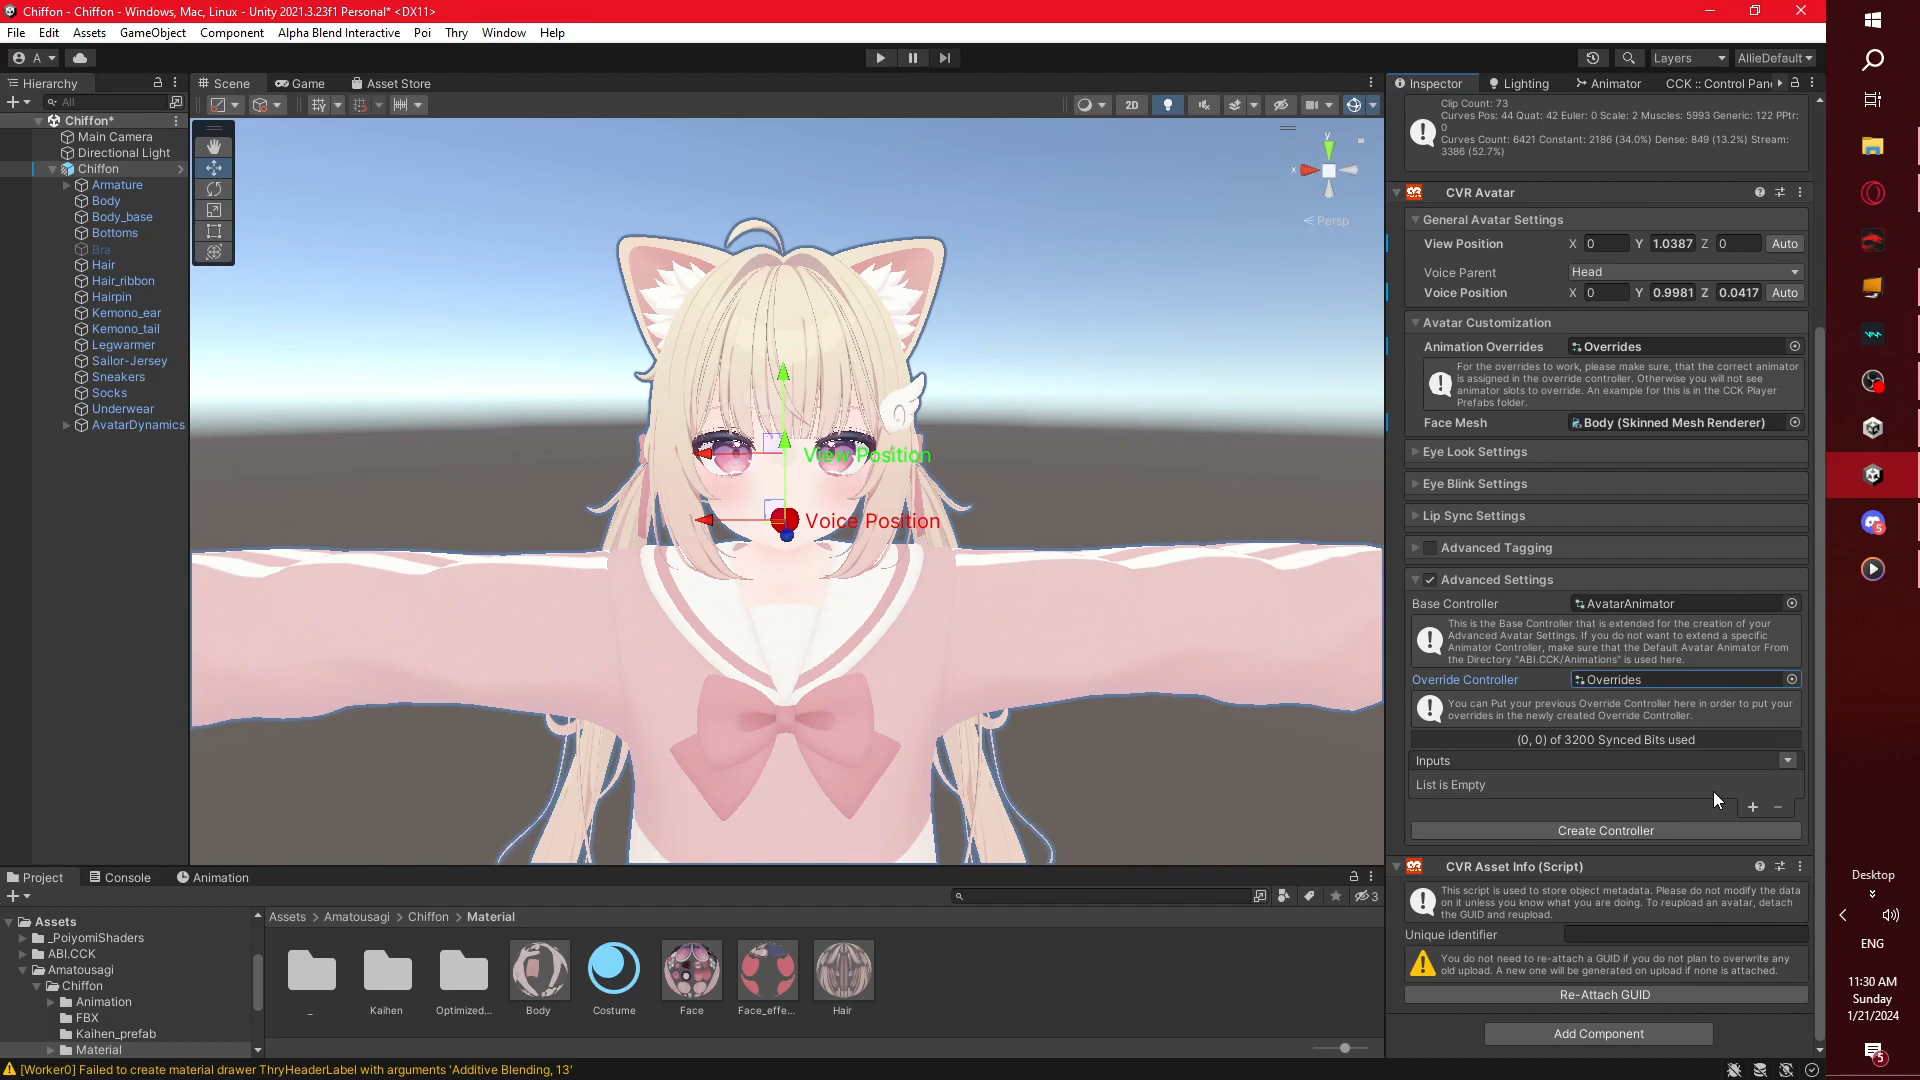 Chiffon - Chiffon - Windows, Mac, Linux - Unity 2021.3.23f1 Personal* <DX11>
File Edit Assets GameObject Component Alpha Blend Interactive Poi Thry Window Help
A Layers AllieDefault
Hierarchy
All
Chiffon*
Main Camera
Directional Light
Chiffon
Armature
Body
Body_base
Bottoms
Bra
Hair
Hair_ribbon
Hairpin
Kemono_ear
Kemono_tail
Legwarmer
Sailor-Jersey
Sneakers
Socks
Underwear
AvatarDynamics
Scene Game Asset Store
2D
y
x
Persp
View Position
Voice Position
Inspector Lighting Animator CCK :: Control Pan
Clip Count: 73
Curves Pos: 44 Quat: 42 Euler: 0 Scale: 2 Muscles: 5993 Generic: 122 PPtr:
0
Curves Count: 6421 Constant: 2186 (34.0%) Dense: 849 (13.2%) Stream:
3386 (52.7%)
CVR Avatar
General Avatar Settings
View Position X 0 Y 1.0387 Z 0 Auto
Voice Parent Head
Voice Position X 0 Y 0.9981 Z 0.0417 Auto
Avatar Customization
Animation Overrides Overrides
For the overrides to work, please make sure, that the correct animator
is assigned in the override controller. Otherwise you will not see
animator slots to override. An example for this is in the CCK Player
Prefabs folder.
Face Mesh Body (Skinned Mesh Renderer)
Eye Look Settings
Eye Blink Settings
Lip Sync Settings
Advanced Tagging
Advanced Settings
Base Controller AvatarAnimator
This is the Base Controller that is extended for the creation of your
Advanced Avatar Settings. If you do not want to extend a specific
Animator Controller, make sure that the Default Avatar Animator From
the Directory "ABI.CCK/Animations" is used here.
Override Controller Overrides
You can Put your previous Override Controller here in order to put your
overrides in the newly created Override Controller.
(0, 0) of 3200 Synced Bits used
Inputs
List is Empty
+ −
Create Controller
CVR Asset Info (Script)
This script is used to store object metadata. Please do not modify the data
on it unless you know what you are doing. To reupload an avatar, detach
the GUID and reupload.
Unique identifier
You do not need to re-attach a GUID if you do not plan to overwrite any
old upload. A new one will be generated on upload if none is attached.
Re-Attach GUID
Add Component
Project Console Animation
3
Assets
_PoiyomiShaders
ABI.CCK
Amatousagi
Chiffon
Animation
FBX
Kaihen_prefab
Material
Assets > Amatousagi > Chiffon > Material
_ Kaihen Optimized... Body Costume Face Face_effe... Hair
[Worker0] Failed to create material drawer ThryHeaderLabel with arguments 'Additive Blending, 13'
5
Desktop
ENG
11:30 AM
Sunday
1/21/2024
5